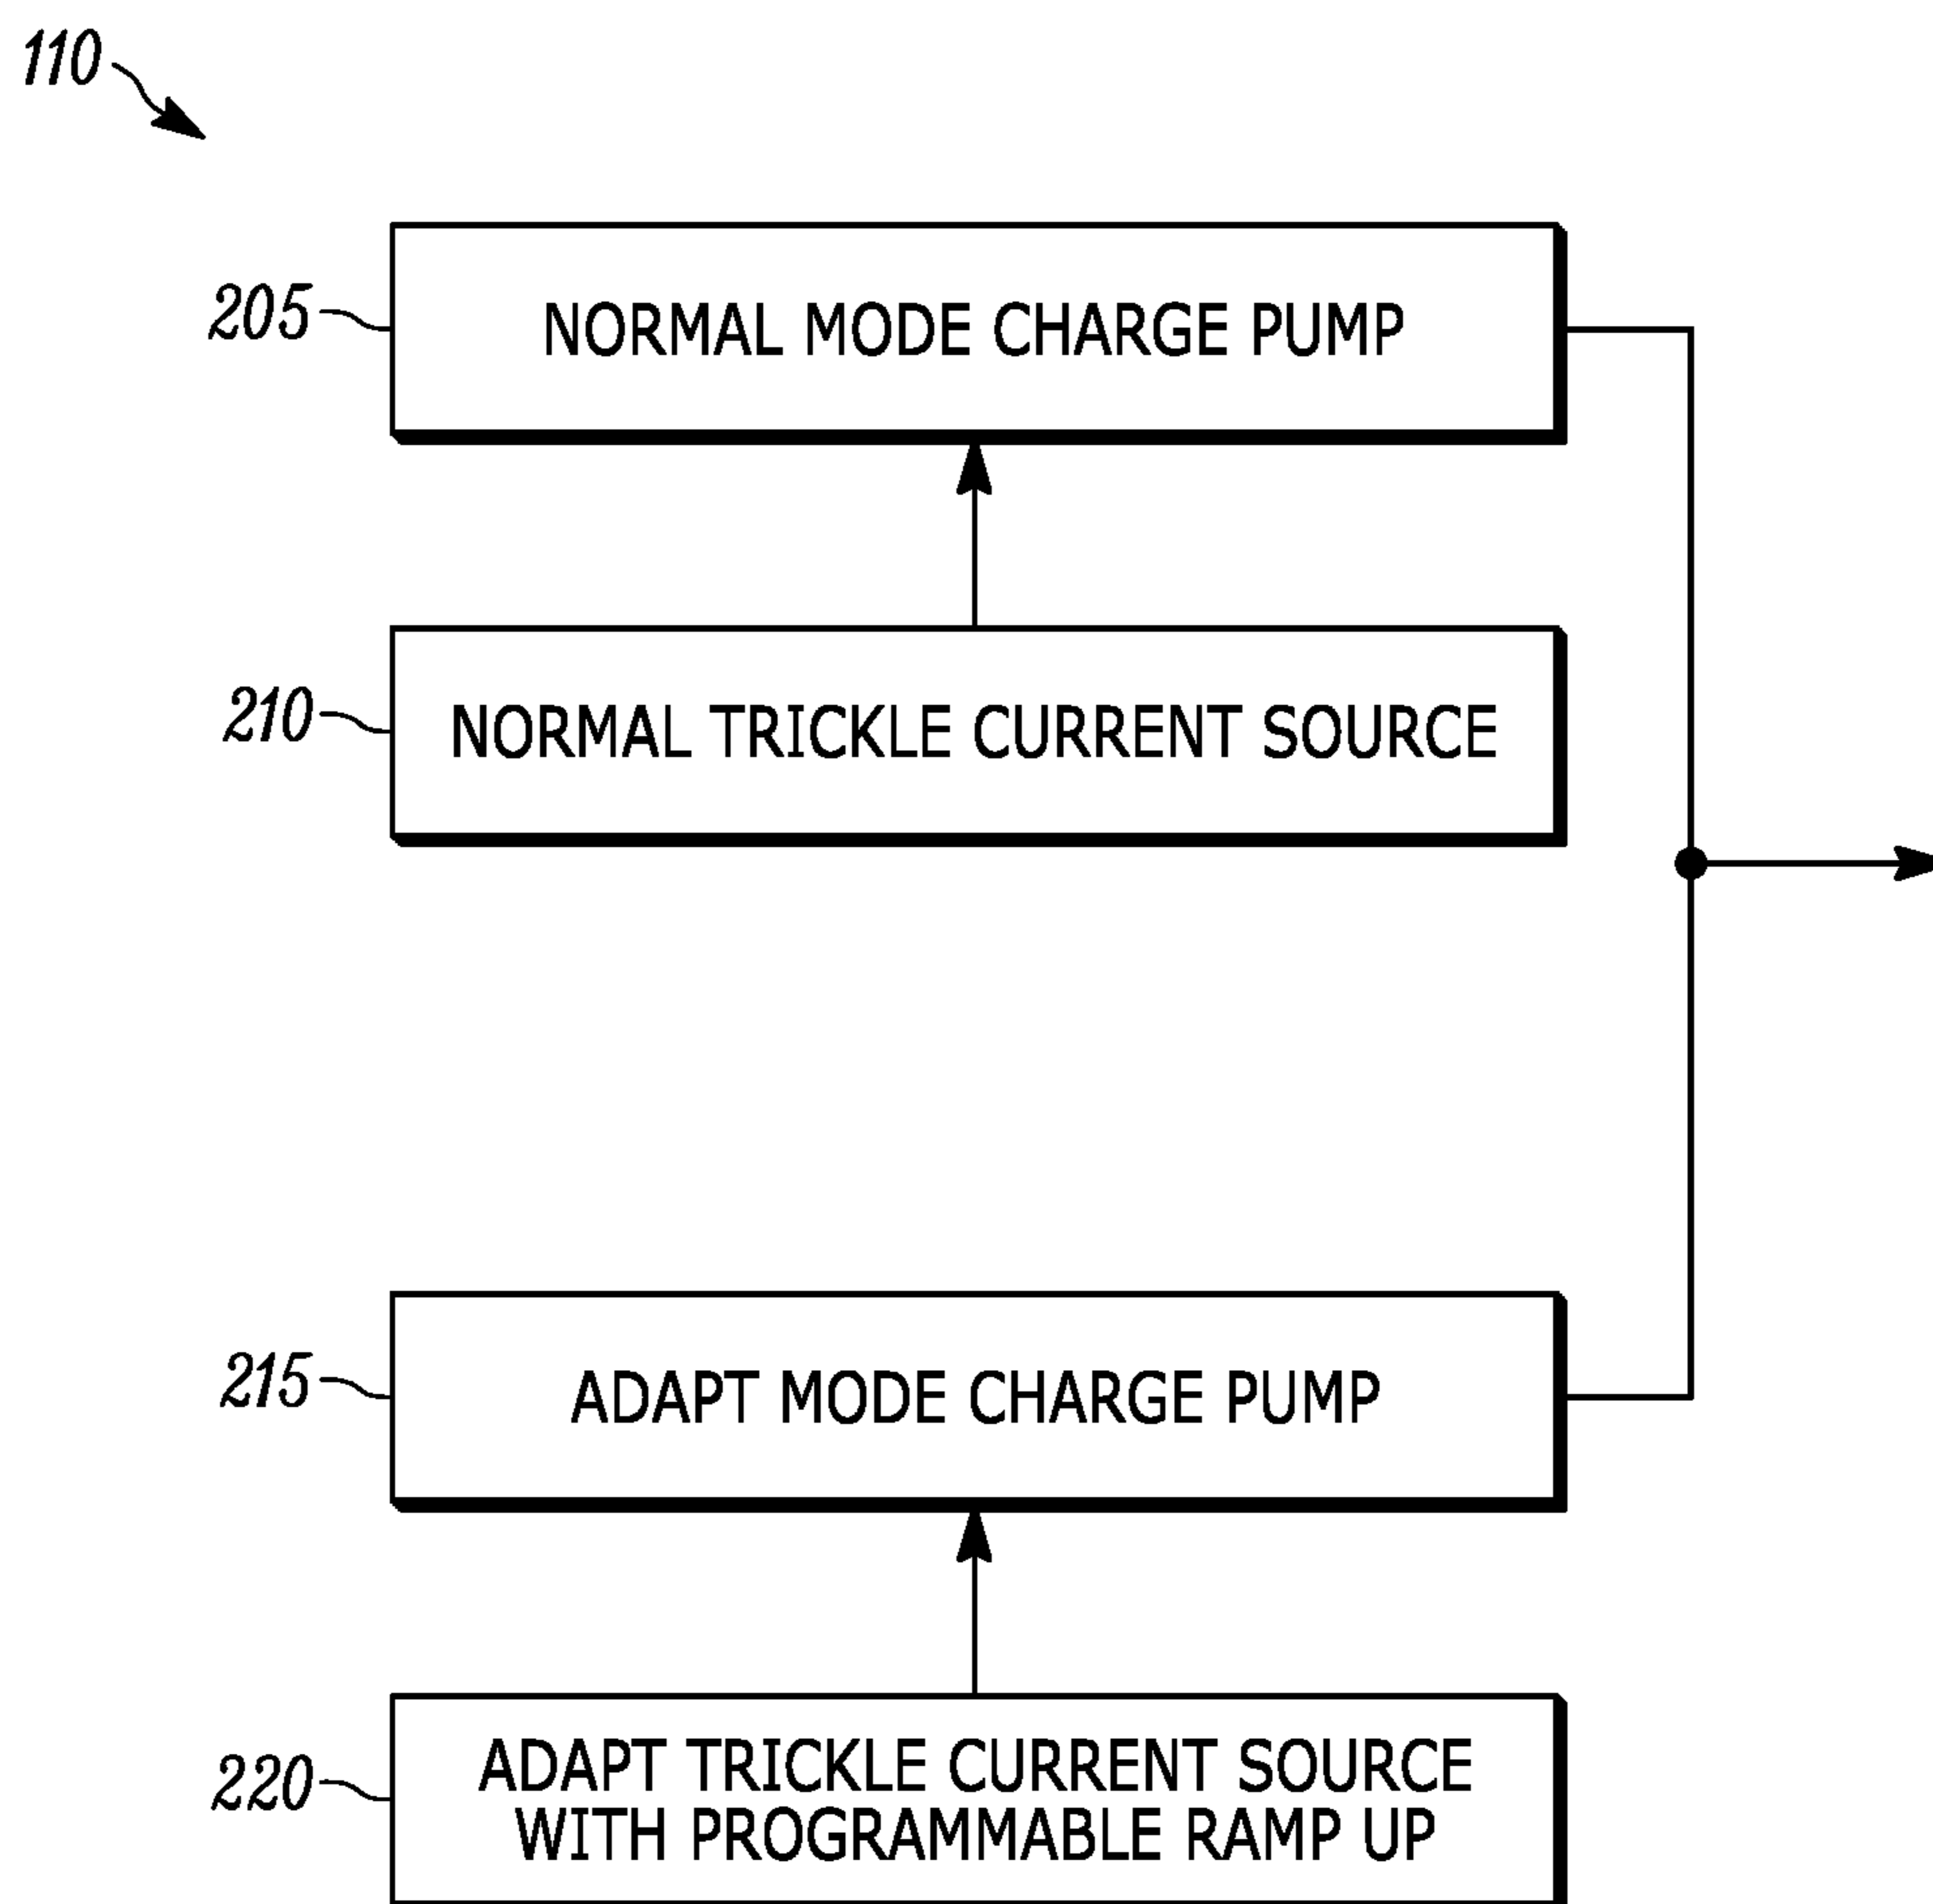 110
205
NORMAL MODE CHARGE PUMP
210
NORMAL TRICKLE CURRENT SOURCE
215
ADAPT MODE CHARGE PUMP
220
ADAPT TRICKLE CURRENT SOURCE
WITH PROGRAMMABLE RAMP UP